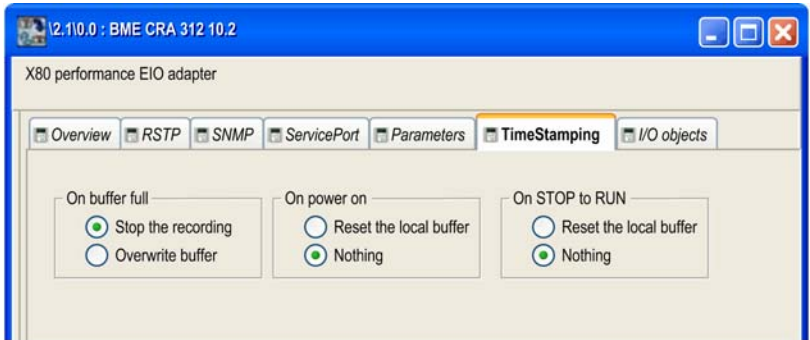 \2.1\0.0 : BME CRA 312 10.2
X80 performance EIO adapter
Overview RSTP SNMP ServicePort Parameters TimeStamping I/O objects
On buffer full On power on On STOP to RUN
Stop the recording Reset the local buffer Reset the local buffer
Overwrite buffer Nothing Nothing